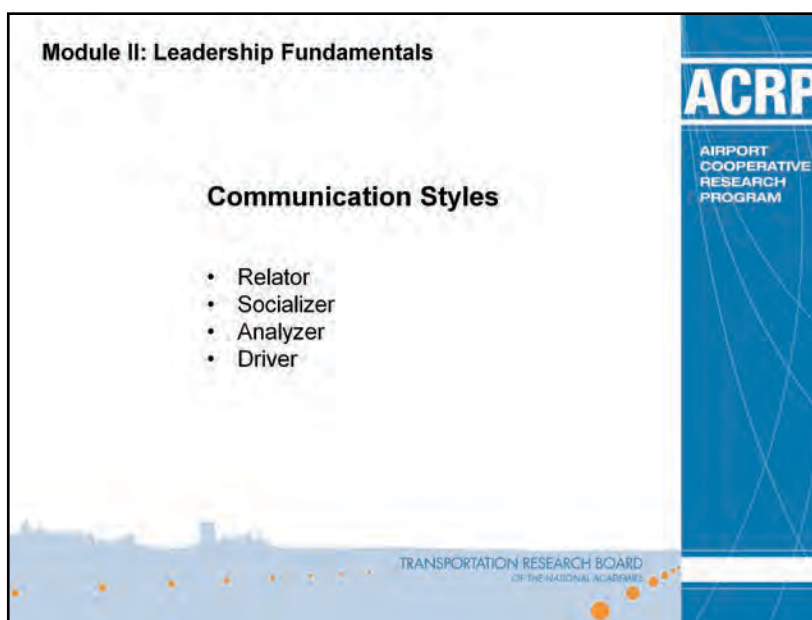 Module II: Leadership Fundamentals
ACRP
AIRPORT
COOPERATIVE
RESEARCH
PROGRAM
Communication Styles
• Relator
• Socializer
• Analyzer
• Driver
TRANSPORTATION RESEARCH BOARD
OF THE NATIONAL ACADEMIES